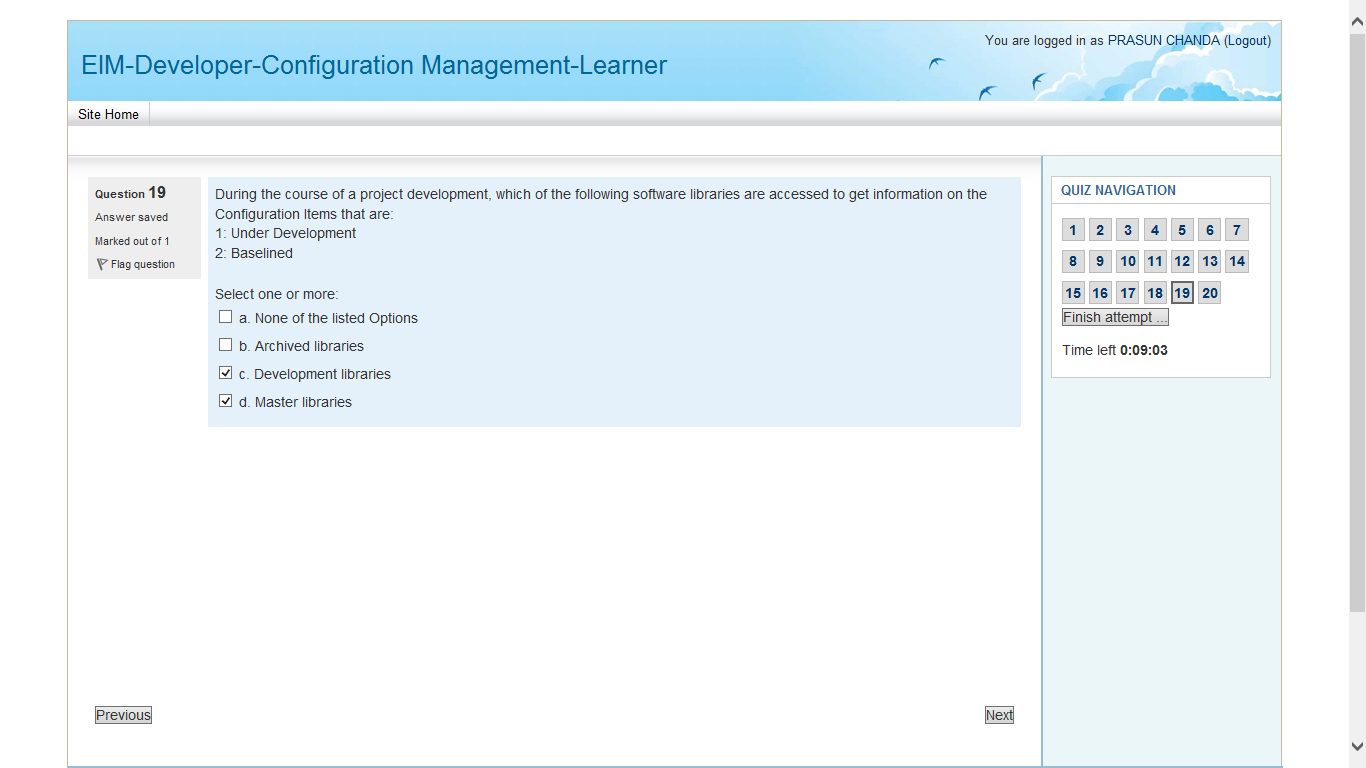 You are logged in as PRASUN CHANDA (Logout)
EIM-Developer-Configuration Management-Learner
Site Home
Question 19
Answer saved
Marked out of 1
Flag question
During the course of a project development, which of the following software libraries are accessed to get information on the
Configuration Items that are:
1: Under Development
2: Baselined
Select one or more:
a. None of the listed Options
b. Archived libraries
c. Development libraries
d. Master libraries
Previous
Next
QUIZ NAVIGATION
1 2 3 4 5 6 7
8 9 10 11 12 13 14
15 16 17 18 19 20
Finish attempt ...
Time left 0:09:03